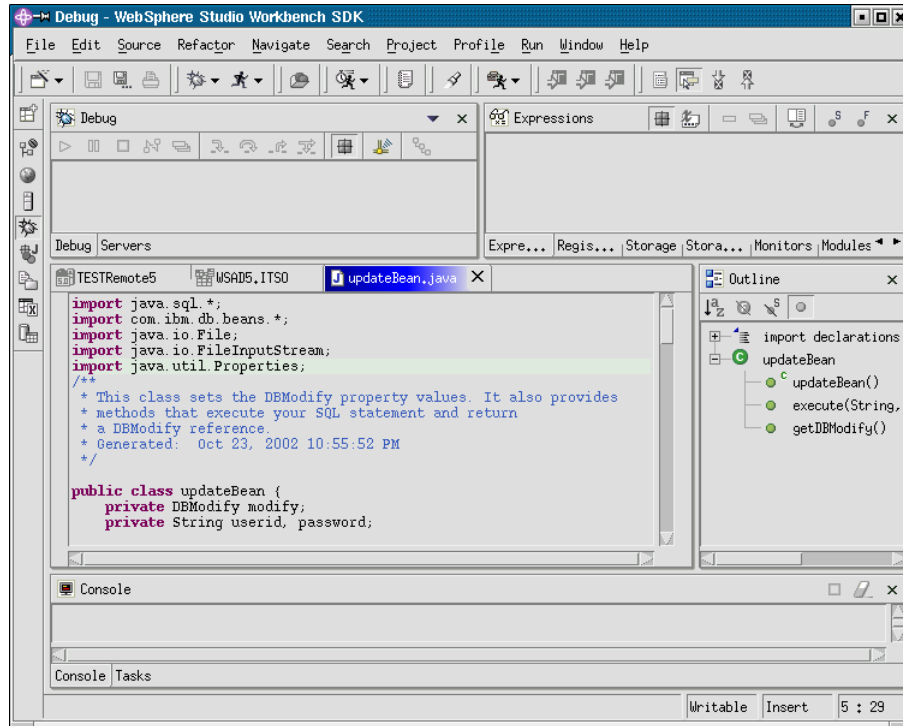 Debug - WebSphere Studio Workbench SDK
File Edit Source Refactor Navigate Search Project Profile Run Window Help
Debug
Expressions
Debug Servers
Expre... Regis... Storage Stora... Monitors Modules
TESTRemote5 WSAD5.ITSO updateBean.java
Outline
import java.sql.*;
import com.ibm.db.beans.*;
import java.io.File;
import java.io.FileInputStream;
import java.util.Properties;
/**
* This class sets the DBModify property values. It also provides
* methods that execute your SQL statement and return
* a DBModify reference.
* Generated: Oct 23, 2002 10:55:52 PM
*/
public class updateBean {
private DBModify modify;
private String userid, password;
import declarations
updateBean
updateBean()
execute(String,
getDBModify()
Console
Console Tasks
Writable Insert 5 : 29